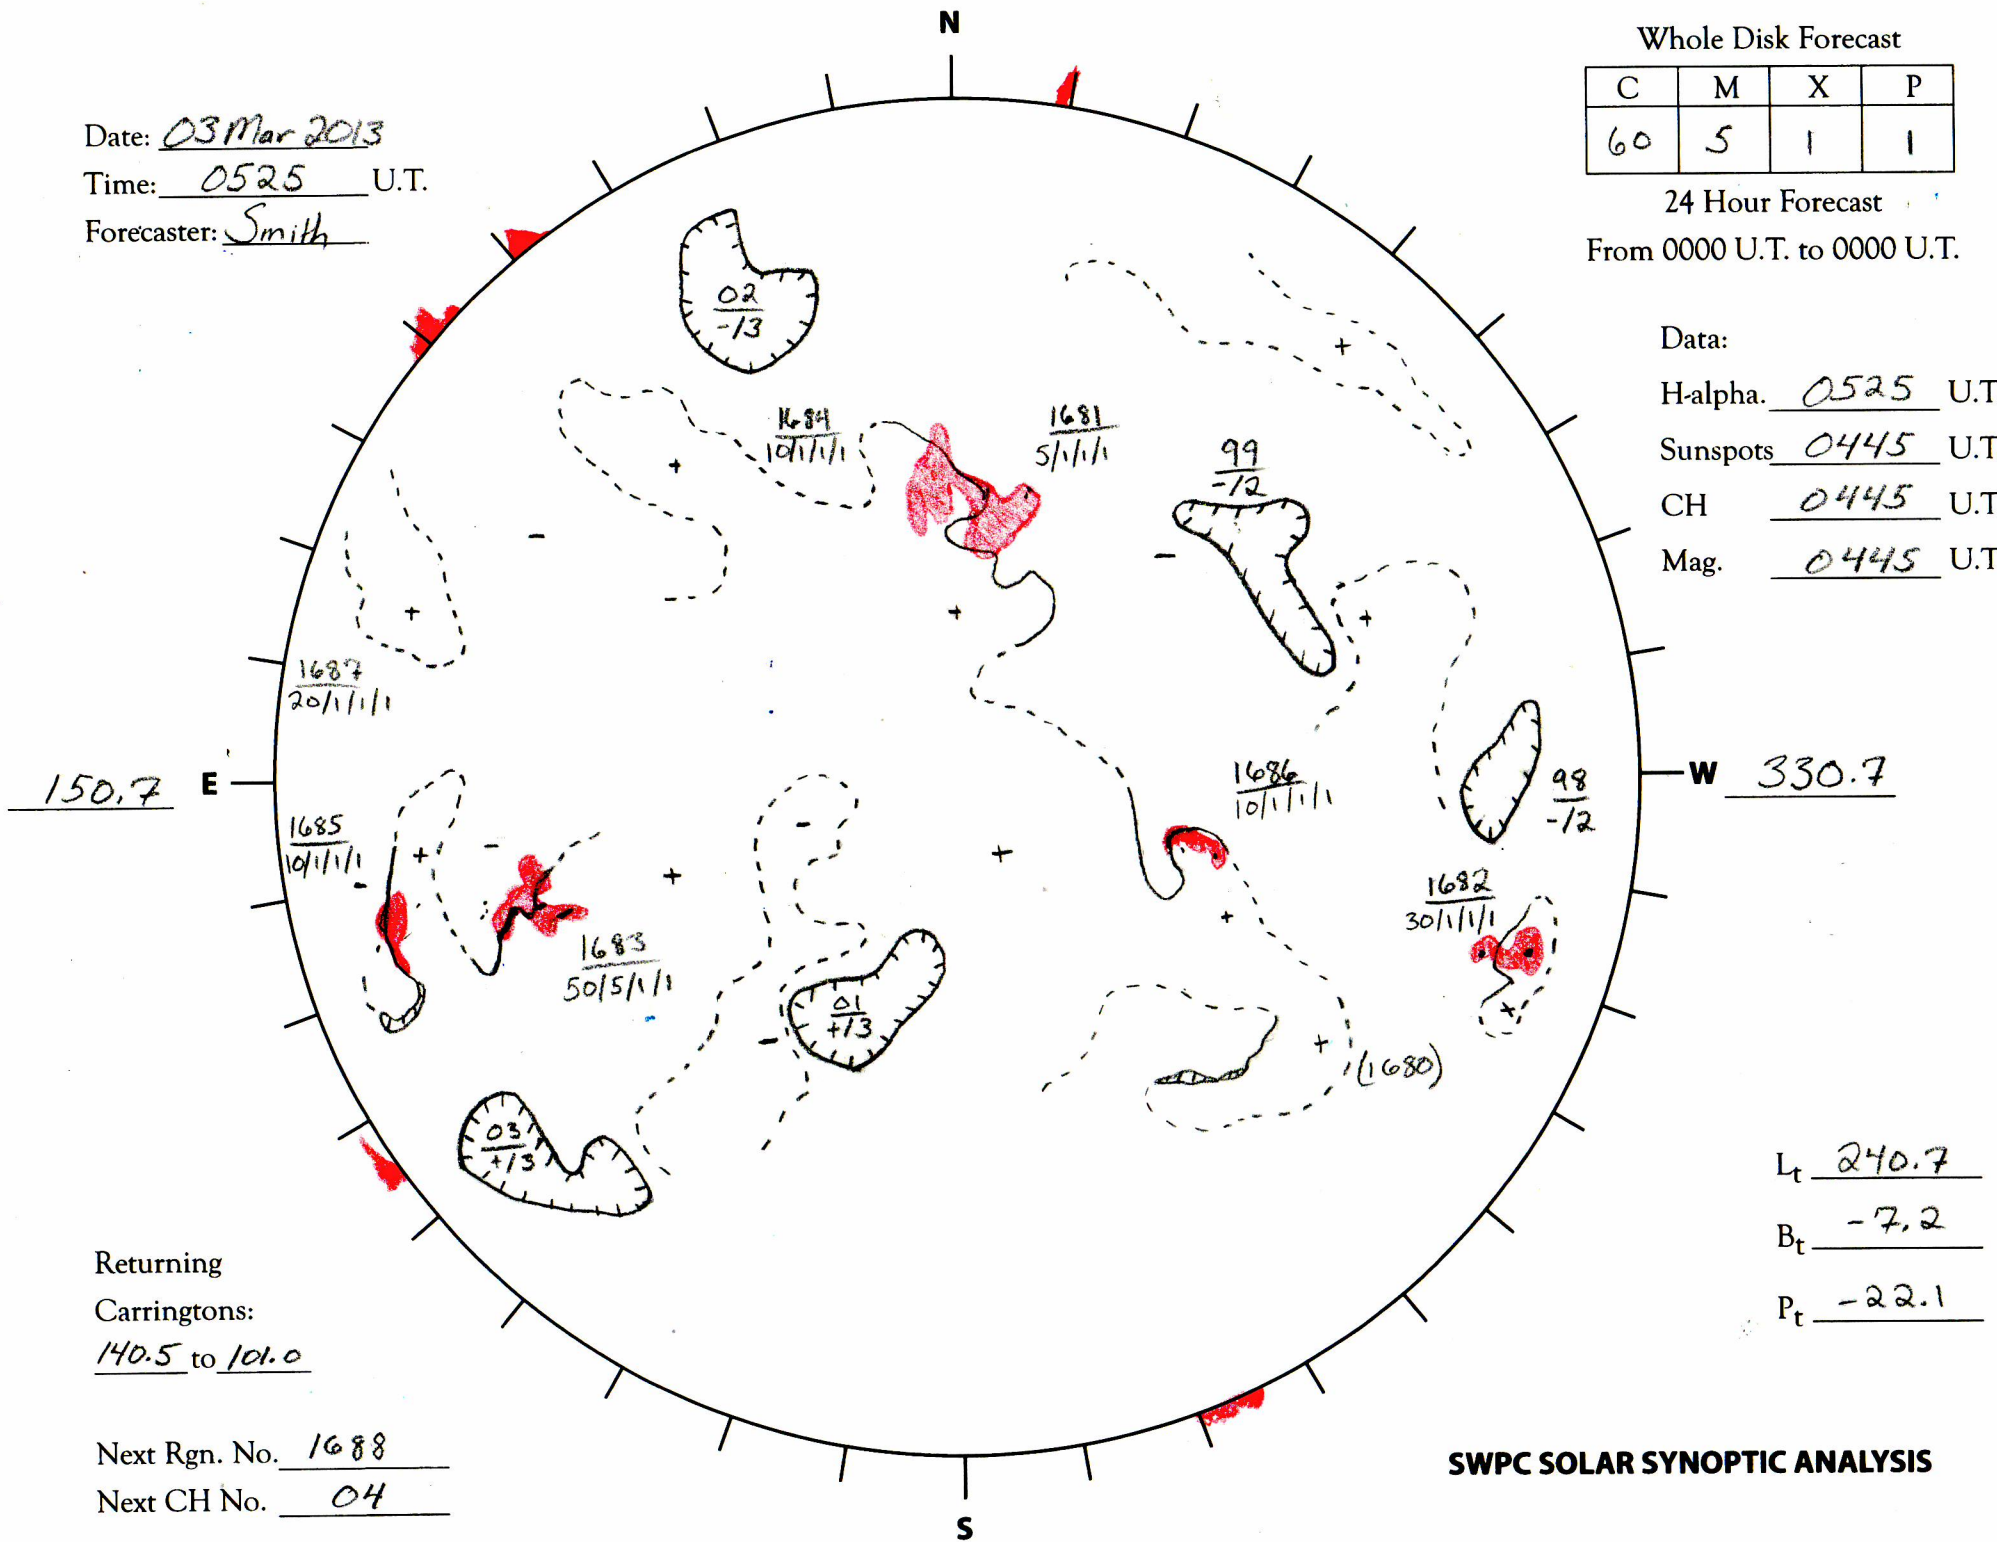 N
Whole Disk Forecast
C M X P
60 5 1 1
24 Hour Forecast
From 0000 U.T. to 0000 U.T.
Date: 03 Mar 2013
Time: 0525 U.T.
Forecaster: Smith
Data:
H-alpha. 0525 U.T
Sunspots 0445 U.T
CH 0445 U.T
Mag. 0445 U.T
02
-/3
1684
10/1/1/1
1681
5/1/1/1
99
-/2
+
+
-
-
+
+
+
1687
20/1/1/1
150.7 E
W 330.7
1686
10/1/1/1
98
-/2
1685
10/1/1/1
-
+
-
+
-
+
1682
30/1/1/1
+
1683
50/5/1/1
01
+/3
-
+
+
(1680)
03
+/3
Lt 240.7
Bt -7.2
Pt -22.1
Returning
Carringtons:
140.5 to 101.0
Next Rgn. No. 1688
Next CH No. 04
SWPC SOLAR SYNOPTIC ANALYSIS
S